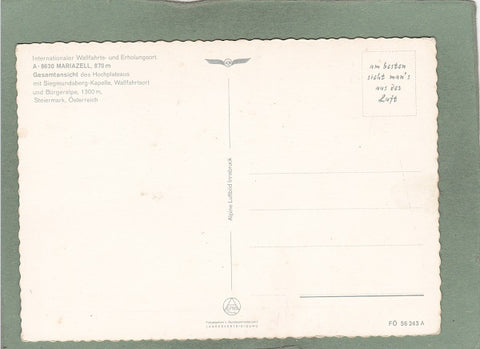 Internationaler Wallfahrts- und Erholungsort
A - 8630 MARIAZELL, 870 m
Gesamtansicht des Hochplateaus
mit Siegmundsberg-Kapelle, Wallfahrtsort
und Bürgeralpe, 1300 m,
Steiermark, Österreich
am besten
sieht man's
aus der
Luft
Alpine Luftbild Innsbruck
LANDESVERTEIDIGUNG
FÖ 56 243 A